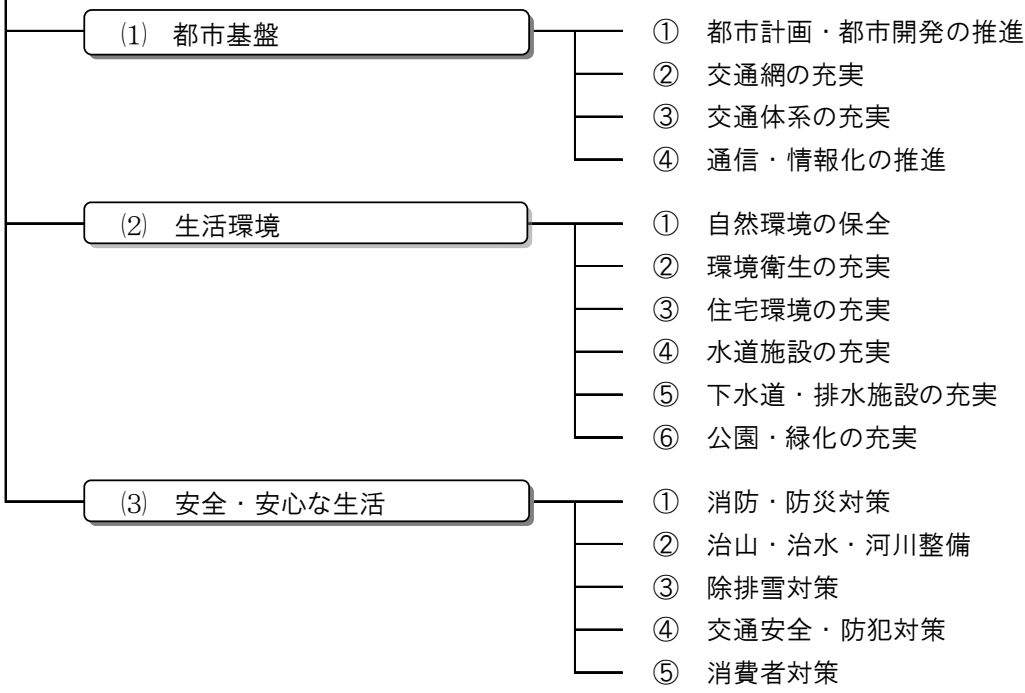 ⑴ 都市基盤
① 都市計画・都市開発の推進
② 交通網の充実
③ 交通体系の充実
④ 通信・情報化の推進
⑵ 生活環境
① 自然環境の保全
② 環境衛生の充実
③ 住宅環境の充実
④ 水道施設の充実
⑤ 下水道・排水施設の充実
⑥ 公園・緑化の充実
⑶ 安全・安心な生活
① 消防・防災対策
② 治山・治水・河川整備
③ 除排雪対策
④ 交通安全・防犯対策
⑤ 消費者対策